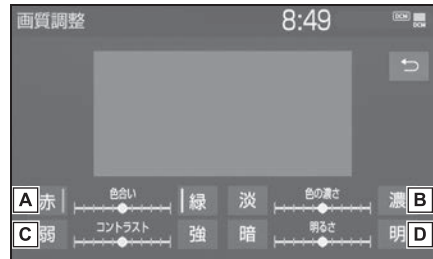 画質調整 8:49 DCM DCM
A 赤 色合い 緑 淡 色の濃さ 濃 B
C 弱 コントラスト 強 暗 明るさ 明 D